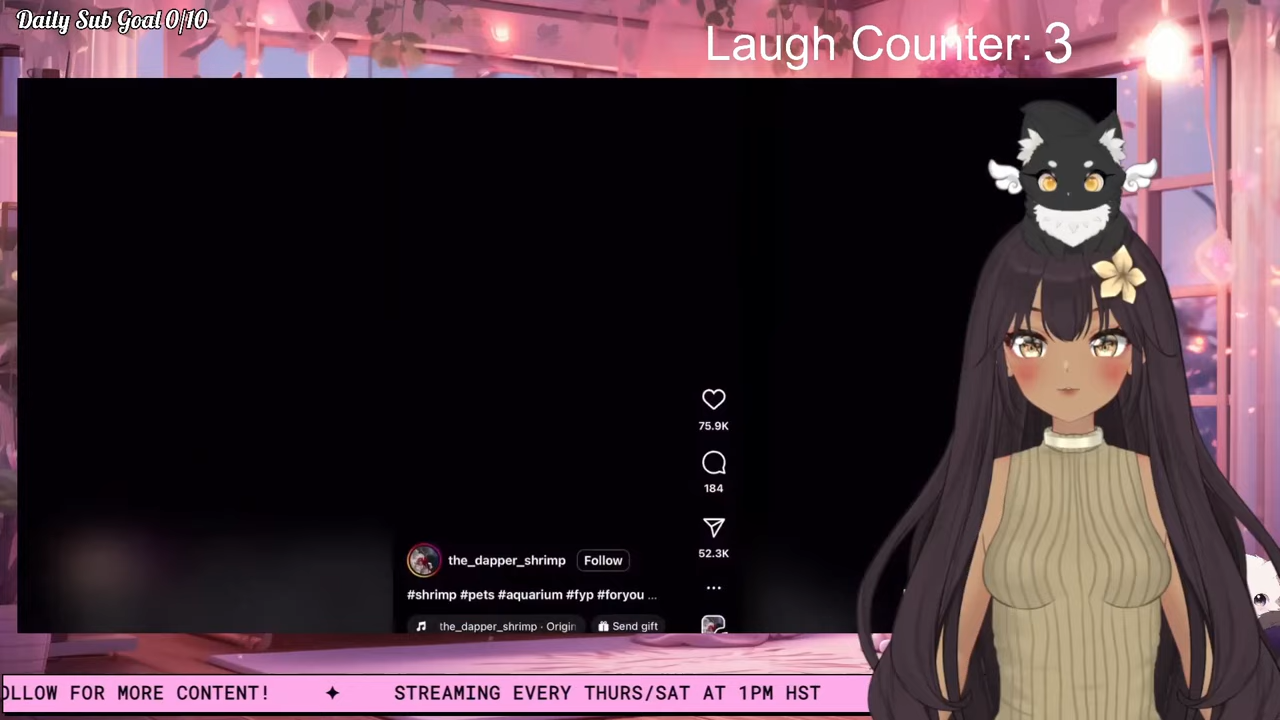 Daily Sub Goal 0/10
Laugh Counter: 3
75.9K
184
52.3K
the_dapper_shrimp Follow
#shrimp #pets #aquarium #fyp #foryou ...
the_dapper_shrimp · Origin Send gift
OLLOW FOR MORE CONTENT! ✦ STREAMING EVERY THURS/SAT AT 1PM HST